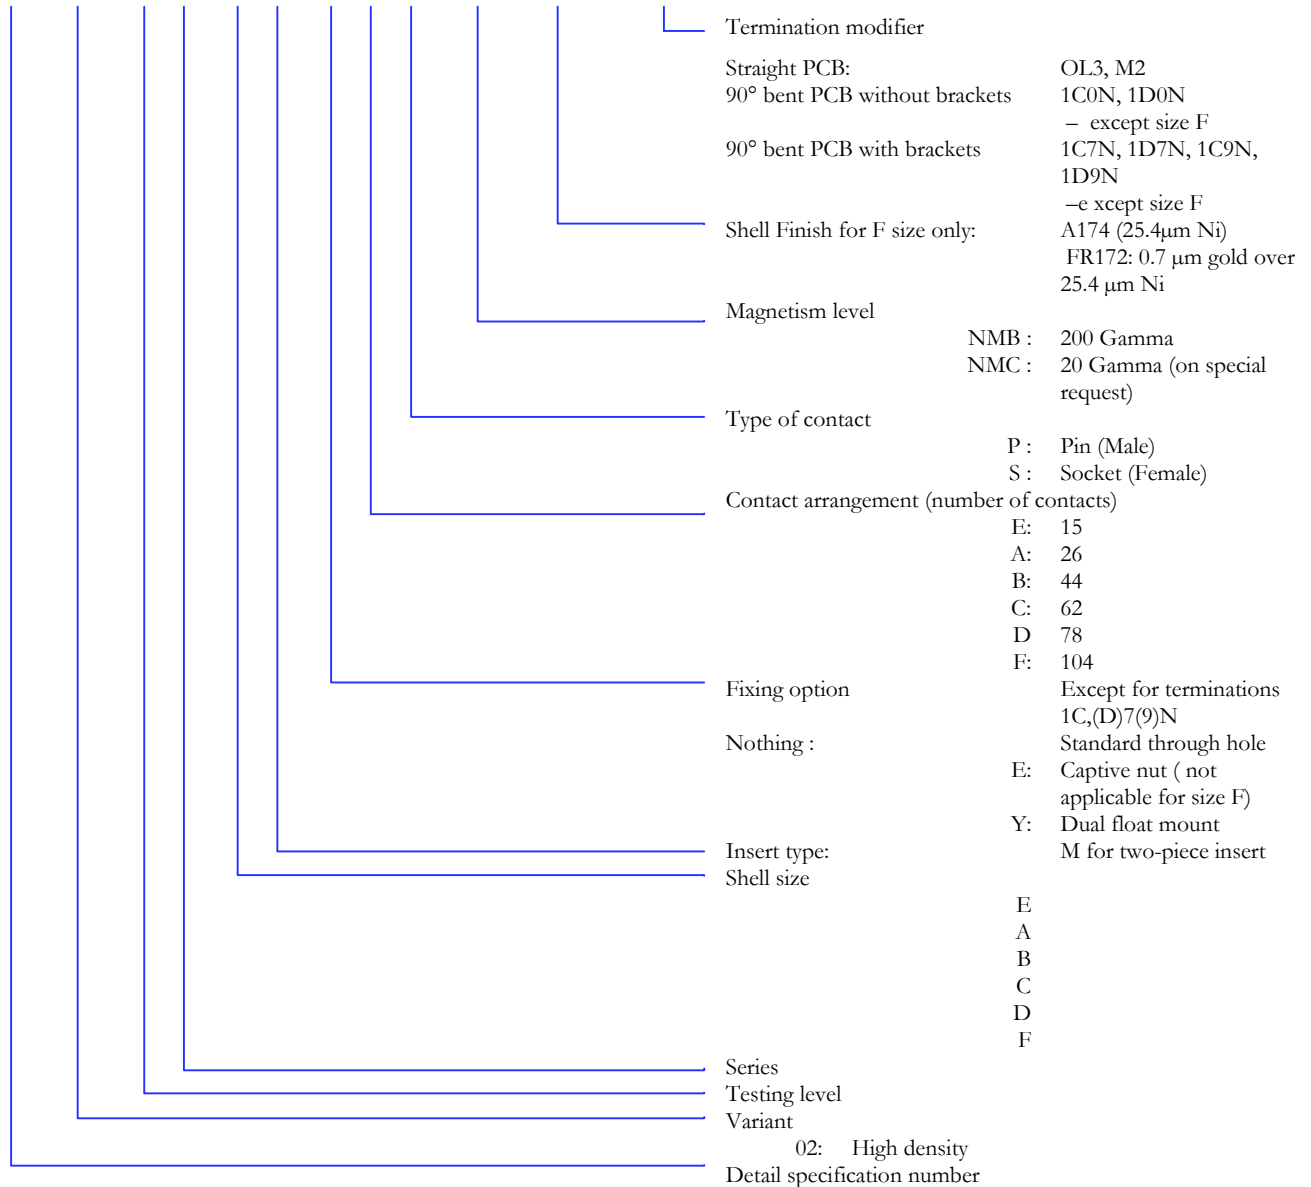 Termination modifier
Straight PCB: OL3, M2
90° bent PCB without brackets 1C0N, 1D0N
– except size F
90° bent PCB with brackets 1C7N, 1D7N, 1C9N,
1D9N
–e xcept size F
Shell Finish for F size only: A174 (25.4μm Ni)
FR172: 0.7 μm gold over
25.4 μm Ni
Magnetism level
NMB : 200 Gamma
NMC : 20 Gamma (on special
request)
Type of contact
P : Pin (Male)
S : Socket (Female)
Contact arrangement (number of contacts)
E: 15
A: 26
B: 44
C: 62
D 78
F: 104
Fixing option Except for terminations
1C,(D)7(9)N
Nothing : Standard through hole
E: Captive nut ( not
applicable for size F)
Y: Dual float mount
Insert type: M for two-piece insert
Shell size
E
A
B
C
D
F
Series
Testing level
Variant
02: High density
Detail specification number